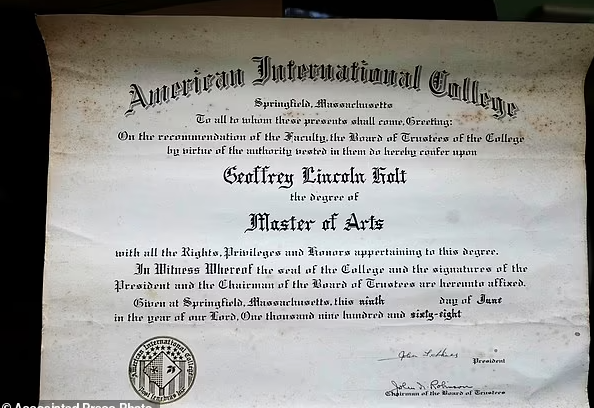 American International College
Springfield, Massachusetts
To all to whom these presents shall come, Greeting:
On the recommendation of the Faculty, the Board of Trustees of the College
by virtue of the authority vested in them do hereby confer upon
Geoffrey Lincoln Holt
the degree of
Master of Arts
with all the Rights, Privileges and Honors appertaining to this degree.
In Witness Whereof the seal of the College and the signatures of the
President and the Chairman of the Board of Trustees are hereunto affixed.
Given at Springfield, Massachusetts, this ninth day of June
in the year of our Lord, One thousand nine hundred and sixty-eight
American International College
President
John D. Robinson
Chairman of the Board of Trustees
© Associated Press Photo